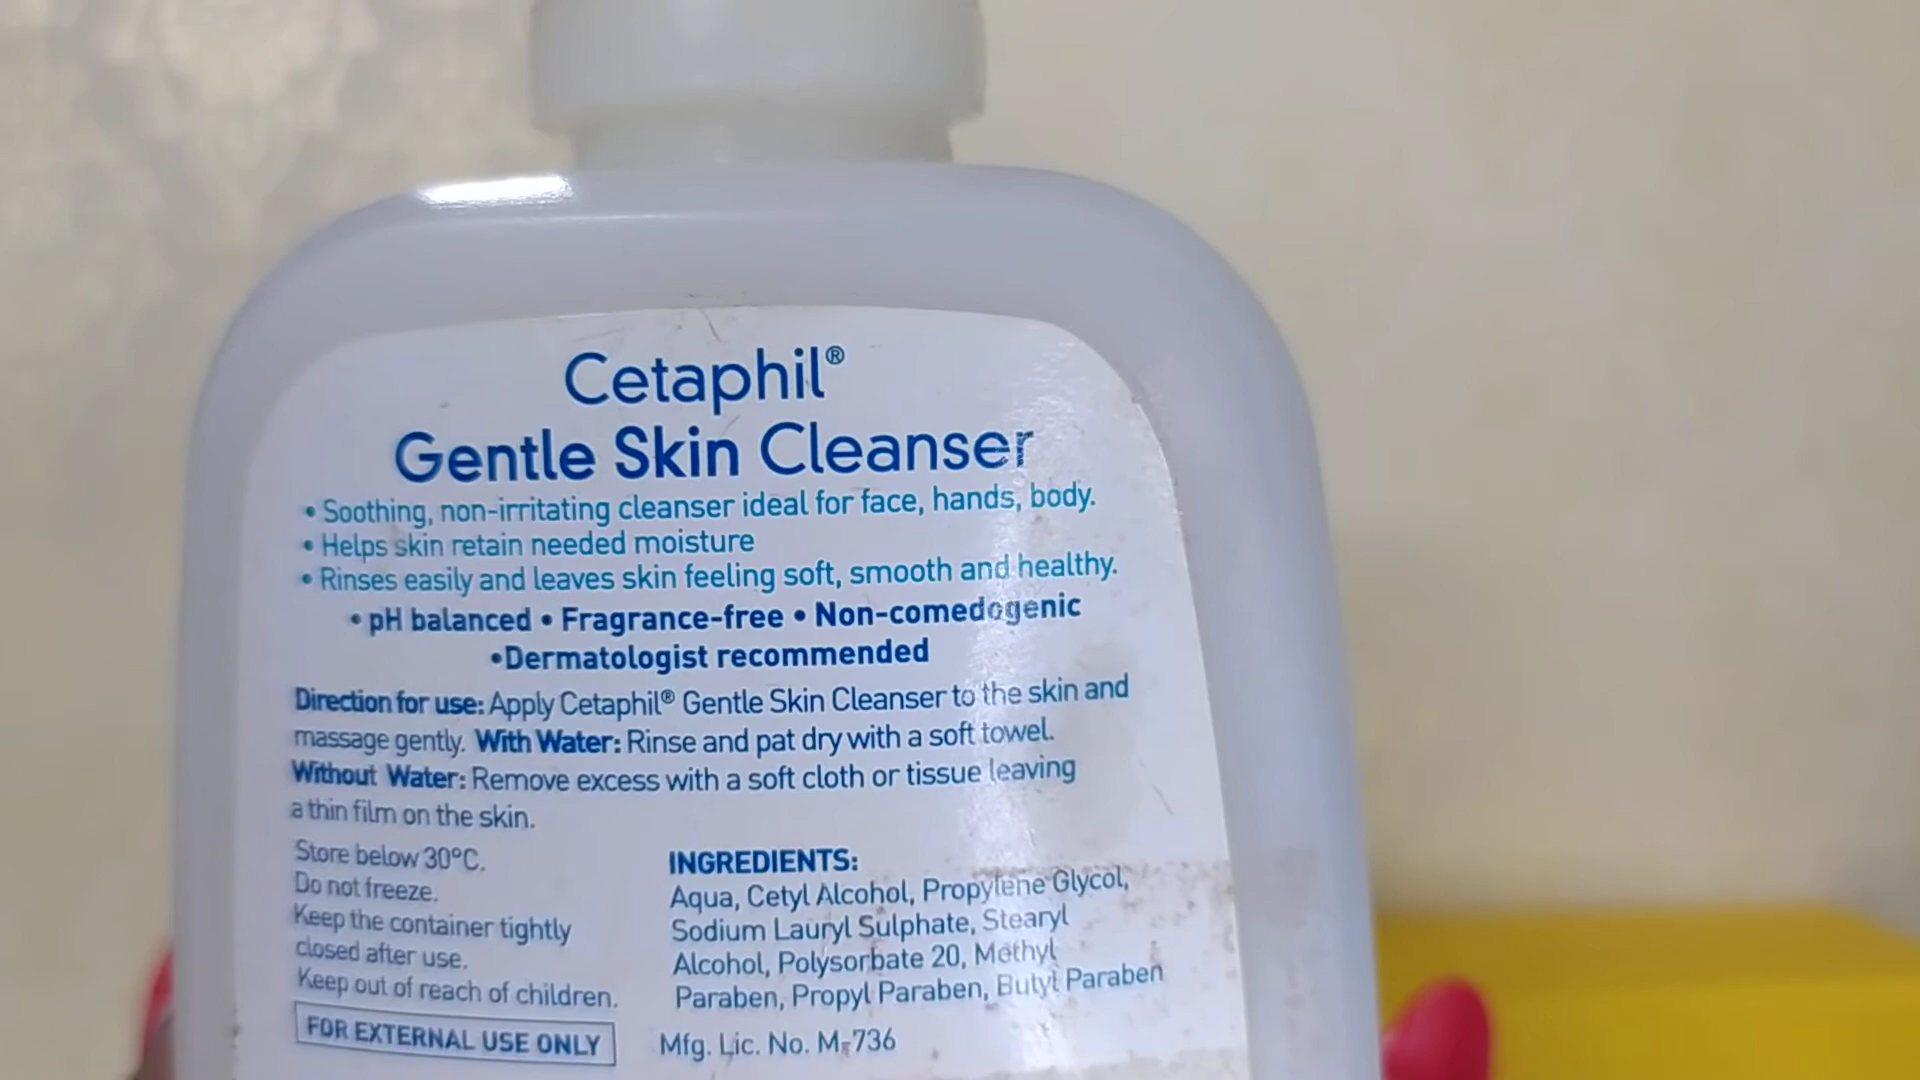 Cetaphil®
Gentle Skin Cleanser
• Soothing, non-irritating cleanser ideal for face, hands, body.
• Helps skin retain needed moisture
• Rinses easily and leaves skin feeling soft, smooth and healthy.
• pH balanced • Fragrance-free • Non-comedogenic
•Dermatologist recommended
Direction for use: Apply Cetaphil® Gentle Skin Cleanser to the skin and
massage gently. With Water: Rinse and pat dry with a soft towel.
Without Water: Remove excess with a soft cloth or tissue leaving
a thin film on the skin.
Store below 30°C.
Do not freeze.
Keep the container tightly
closed after use.
Keep out of reach of children.
FOR EXTERNAL USE ONLY
INGREDIENTS:
Aqua, Cetyl Alcohol, Propylene Glycol,
Sodium Lauryl Sulphate, Stearyl
Alcohol, Polysorbate 20, Methyl
Paraben, Propyl Paraben, Butyl Paraben
Mfg. Lic. No. M-736